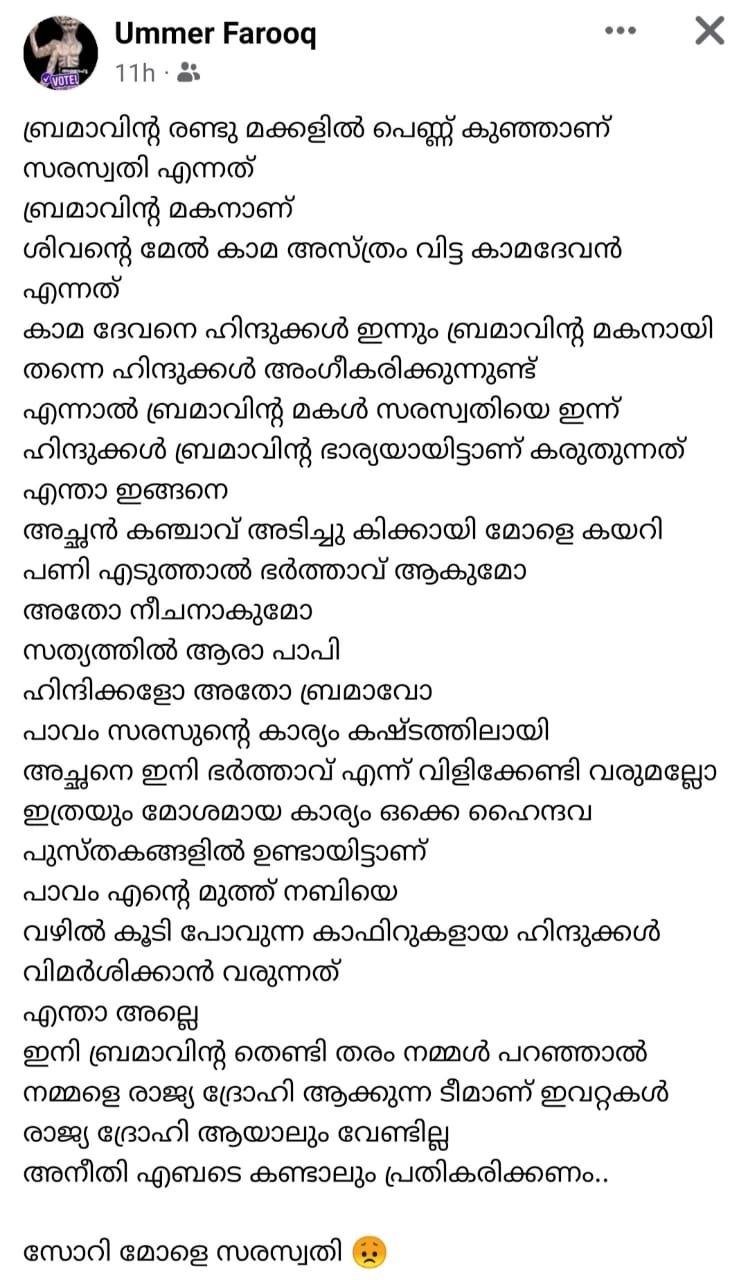 Ummer Farooq
11h
VOTE!
ബ്രമാവിന്റ രണ്ടു മക്കളിൽ പെണ്ണ് കുഞ്ഞാണ്
സരസ്വതി എന്നത്
ബ്രമാവിന്റ മകനാണ്
ശിവന്റെ മേൽ കാമ അസ്ത്രം വിട്ട കാമദേവൻ
എന്നത്
കാമ ദേവനെ ഹിന്ദുക്കൾ ഇന്നും ബ്രമാവിന്റ മകനായി
തന്നെ ഹിന്ദുക്കൾ അംഗീകരിക്കുന്നുണ്ട്
എന്നാൽ ബ്രമാവിന്റ മകൾ സരസ്വതിയെ ഇന്ന്
ഹിന്ദുക്കൾ ബ്രമാവിന്റ ഭാര്യയായിട്ടാണ് കരുതുന്നത്
എന്താ ഇങ്ങനെ
അച്ഛൻ കഞ്ചാവ് അടിച്ചു കിക്കായി മോളെ കയറി
പണി എടുത്താൽ ഭർത്താവ് ആകുമോ
അതോ നീചനാകുമോ
സത്യത്തിൽ ആരാ പാപി
ഹിന്ദിക്കളോ അതോ ബ്രമാവോ
പാവം സരസുന്റെ കാര്യം കഷ്ടത്തിലായി
അച്ഛനെ ഇനി ഭർത്താവ് എന്ന് വിളിക്കേണ്ടി വരുമല്ലോ
ഇത്രയും മോശമായ കാര്യം ഒക്കെ ഹൈന്ദവ
പുസ്തകങ്ങളിൽ ഉണ്ടായിട്ടാണ്
പാവം എന്റെ മുത്ത് നബിയെ
വഴിൽ കൂടി പോവുന്ന കാഫിറുകളായ ഹിന്ദുക്കൾ
വിമർശിക്കാൻ വരുന്നത്
എന്താ അല്ലെ
ഇനി ബ്രമാവിന്റ തെണ്ടി തരം നമ്മൾ പറഞ്ഞാൽ
നമ്മളെ രാജ്യ ദ്രോഹി ആക്കുന്ന ടീമാണ് ഇവറ്റകൾ
രാജ്യ ദ്രോഹി ആയാലും വേണ്ടില്ല
അനീതി എബടെ കണ്ടാലും പ്രതികരിക്കണം..
സോറി മോളെ സരസ്വതി 😟